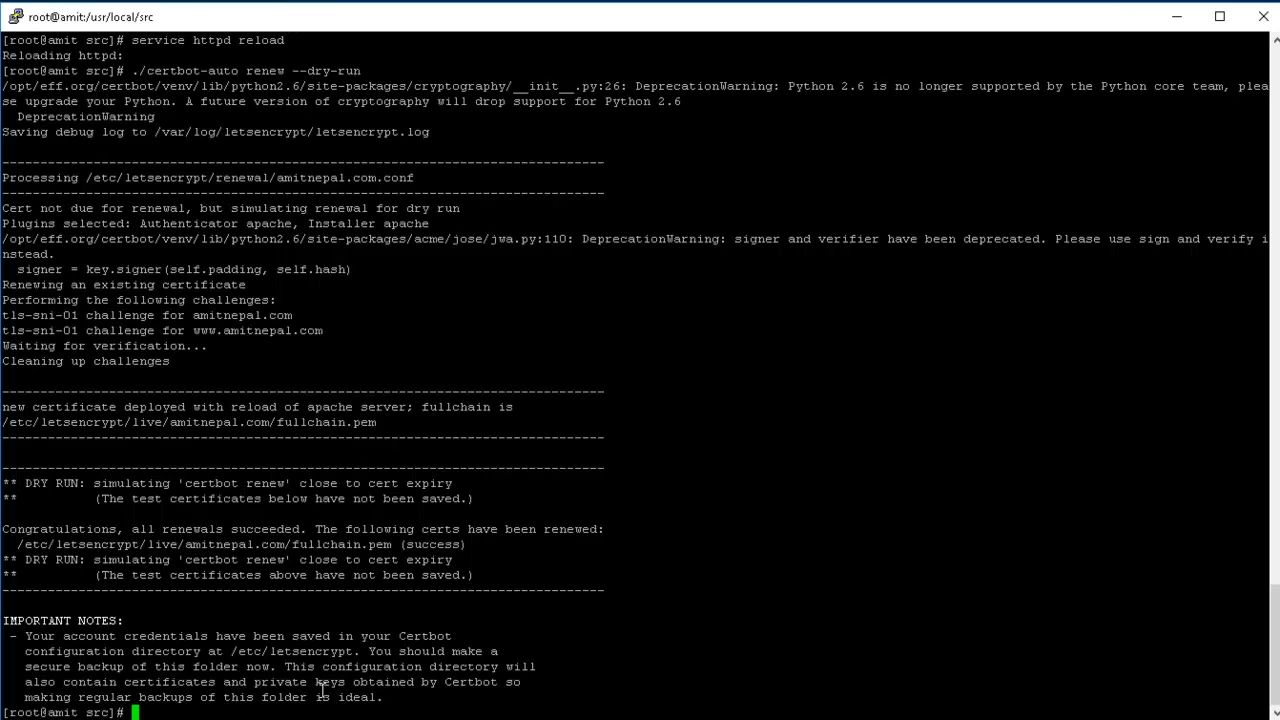 root@amit:/usr/local/src
[root@amit src]# service httpd reload
Reloading httpd:
[root@amit src]# ./certbot-auto renew --dry-run
/opt/eff.org/certbot/venv/lib/python2.6/site-packages/cryptography/__init__.py:26: DeprecationWarning: Python 2.6 is no longer supported by the Python core team, plea
se upgrade your Python. A future version of cryptography will drop support for Python 2.6
  DeprecationWarning
Saving debug log to /var/log/letsencrypt/letsencrypt.log
-------------------------------------------------------------------------------
Processing /etc/letsencrypt/renewal/amitnepal.com.conf
-------------------------------------------------------------------------------
Cert not due for renewal, but simulating renewal for dry run
Plugins selected: Authenticator apache, Installer apache
/opt/eff.org/certbot/venv/lib/python2.6/site-packages/acme/jose/jwa.py:110: DeprecationWarning: signer and verifier have been deprecated. Please use sign and verify i
nstead.
  signer = key.signer(self.padding, self.hash)
Renewing an existing certificate
Performing the following challenges:
tls-sni-01 challenge for amitnepal.com
tls-sni-01 challenge for www.amitnepal.com
Waiting for verification...
Cleaning up challenges
-------------------------------------------------------------------------------
new certificate deployed with reload of apache server; fullchain is
/etc/letsencrypt/live/amitnepal.com/fullchain.pem
-------------------------------------------------------------------------------
-------------------------------------------------------------------------------
** DRY RUN: simulating 'certbot renew' close to cert expiry
**          (The test certificates below have not been saved.)
Congratulations, all renewals succeeded. The following certs have been renewed:
  /etc/letsencrypt/live/amitnepal.com/fullchain.pem (success)
** DRY RUN: simulating 'certbot renew' close to cert expiry
**          (The test certificates above have not been saved.)
-------------------------------------------------------------------------------
IMPORTANT NOTES:
 - Your account credentials have been saved in your Certbot
   configuration directory at /etc/letsencrypt. You should make a
   secure backup of this folder now. This configuration directory will
   also contain certificates and private keys obtained by Certbot so
   making regular backups of this folder is ideal.
[root@amit src]#